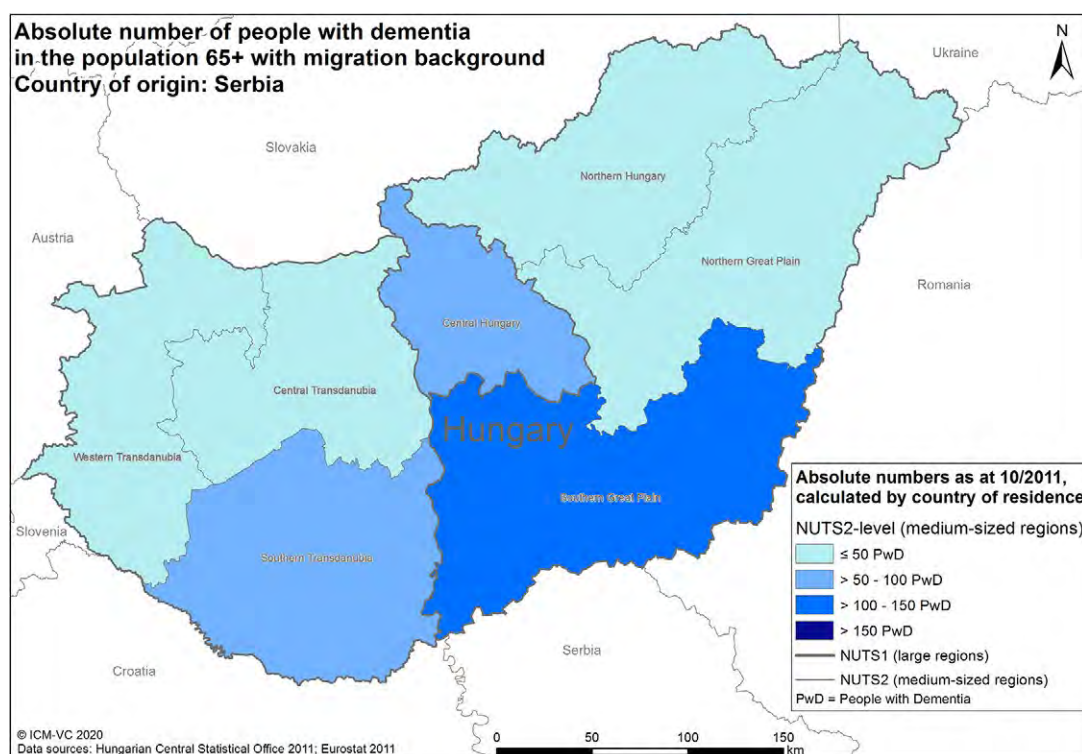 Absolute number of people with dementia
in the population 65+ with migration background
Country of origin: Serbia
N
Ukraine
Slovakia
Northern Hungary
Austria
Northern Great Plain
Romania
Central Hungary
Central Transdanubia
Hungary
Western Transdanubia
Southern Great Plain
Slovenia
Southern Transdanubia
Serbia
Croatia
Absolute numbers as at 10/2011,
calculated by country of residence
NUTS2-level (medium-sized regions)
≤ 50 PwD
> 50 - 100 PwD
> 100 - 150 PwD
> 150 PwD
NUTS1 (large regions)
NUTS2 (medium-sized regions)
PwD = People with Dementia
© ICM-VC 2020
Data sources: Hungarian Central Statistical Office 2011; Eurostat 2011
0 50 100 150
km